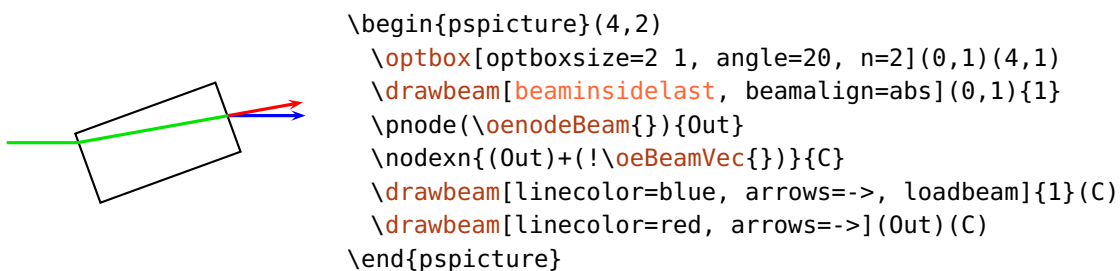 \begin{pspicture}(4,2)
  \optbox[optboxsize=2 1, angle=20, n=2](0,1)(4,1)
  \drawbeam[beaminsidelast, beamalign=abs](0,1){1}
  \pnode(\oenodeBeam{}){Out}
  \nodexn{(Out)+(!\oeBeamVec{})}{C}
  \drawbeam[linecolor=blue, arrows=->, loadbeam]{1}(C)
  \drawbeam[linecolor=red, arrows=->](Out)(C)
\end{pspicture}